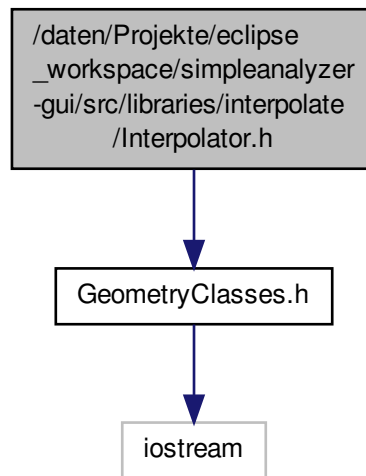 /daten/Projekte/eclipse
_workspace/simpleanalyzer
-gui/src/libraries/interpolate
/Interpolator.h
GeometryClasses.h
iostream